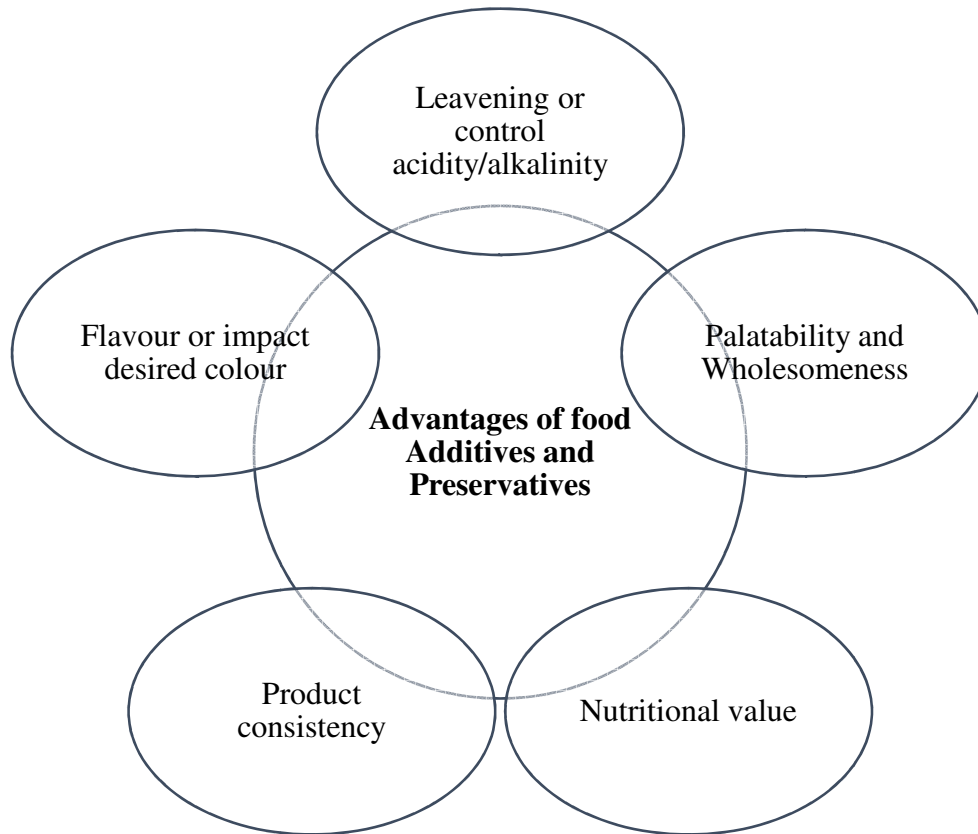 Leavening or
control
acidity/alkalinity
Flavour or impact
desired colour
Palatability and
Wholesomeness
Advantages of food
Additives and
Preservatives
Product
consistency
Nutritional value